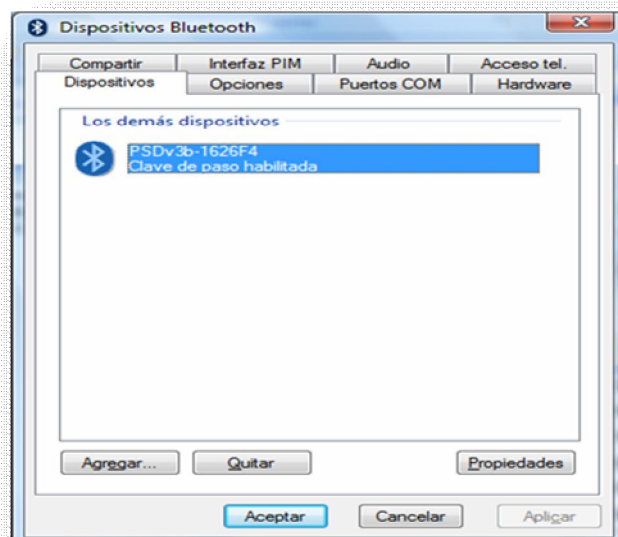 Dispositivos Bluetooth
Compartir Interfaz PIM Audio Acceso tel.
Dispositivos Opciones Puertos COM Hardware
Los demás dispositivos
PSDv3b-1626F4
Clave de paso habilitada
Agregar... Quitar Propiedades
Aceptar Cancelar Aplicar